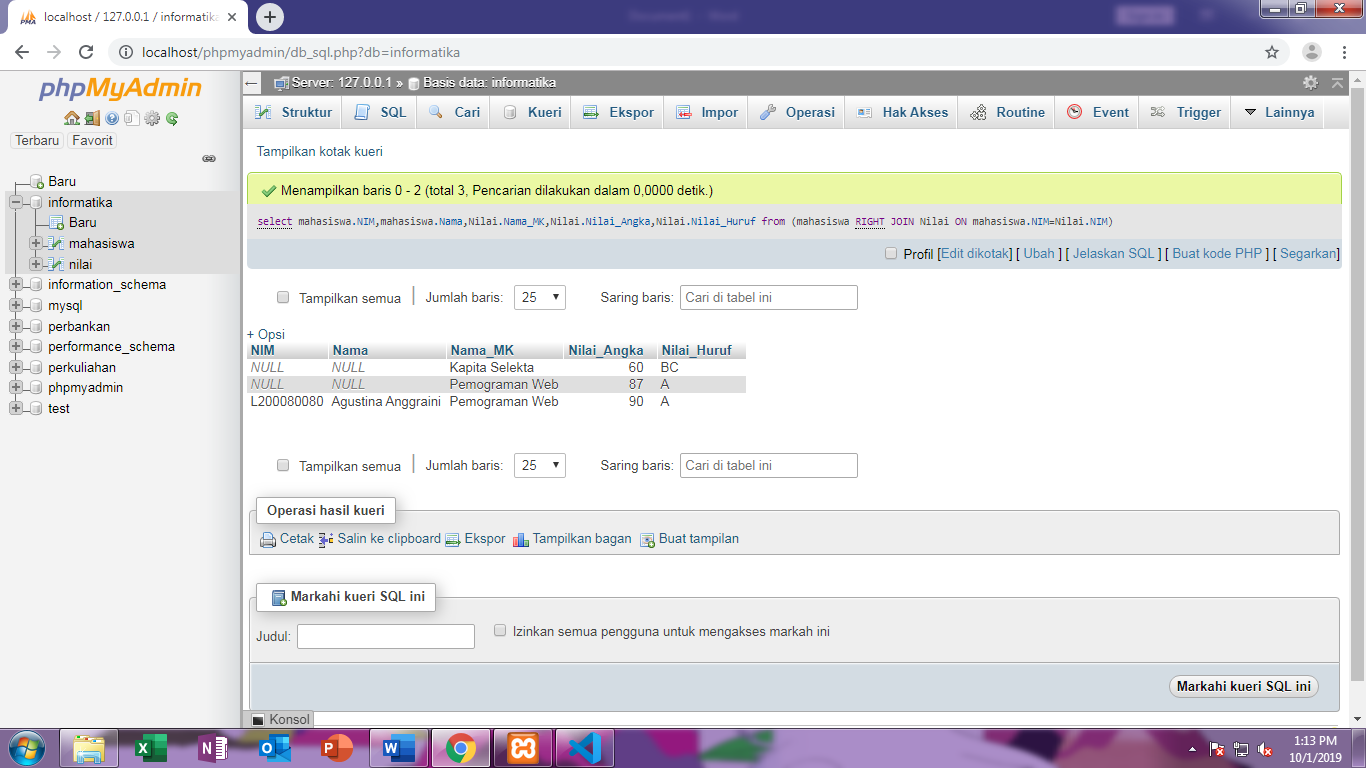 localhost / 127.0.0.1 / informatika
localhost/phpmyadmin/db_sql.php?db=informatika
phpMyAdmin
Terbaru Favorit
Baru
informatika
Baru
mahasiswa
nilai
information_schema
mysql
perbankan
performance_schema
perkuliahan
phpmyadmin
test
Server: 127.0.0.1 » Basis data: informatika
Struktur SQL Cari Kueri Ekspor Impor Operasi Hak Akses Routine Event Trigger Lainnya
Tampilkan kotak kueri
Menampilkan baris 0 - 2 (total 3, Pencarian dilakukan dalam 0,0000 detik.)
select mahasiswa.NIM,mahasiswa.Nama,Nilai.Nama_MK,Nilai.Nilai_Angka,Nilai.Nilai_Huruf from (mahasiswa RIGHT JOIN Nilai ON mahasiswa.NIM=Nilai.NIM)
Profil [Edit dikotak] [ Ubah ] [ Jelaskan SQL ] [ Buat kode PHP ] [ Segarkan]
Tampilkan semua | Jumlah baris: 25 Saring baris: Cari di tabel ini
+ Opsi
NIM Nama Nama_MK Nilai_Angka Nilai_Huruf
NULL NULL Kapita Selekta 60 BC
NULL NULL Pemograman Web 87 A
L200080080 Agustina Anggraini Pemograman Web 90 A
Tampilkan semua | Jumlah baris: 25 Saring baris: Cari di tabel ini
Operasi hasil kueri
Cetak Salin ke clipboard Ekspor Tampilkan bagan Buat tampilan
Markahi kueri SQL ini
Judul: Izinkan semua pengguna untuk mengakses markah ini
Markahi kueri SQL ini
Konsol
1:13 PM
10/1/2019